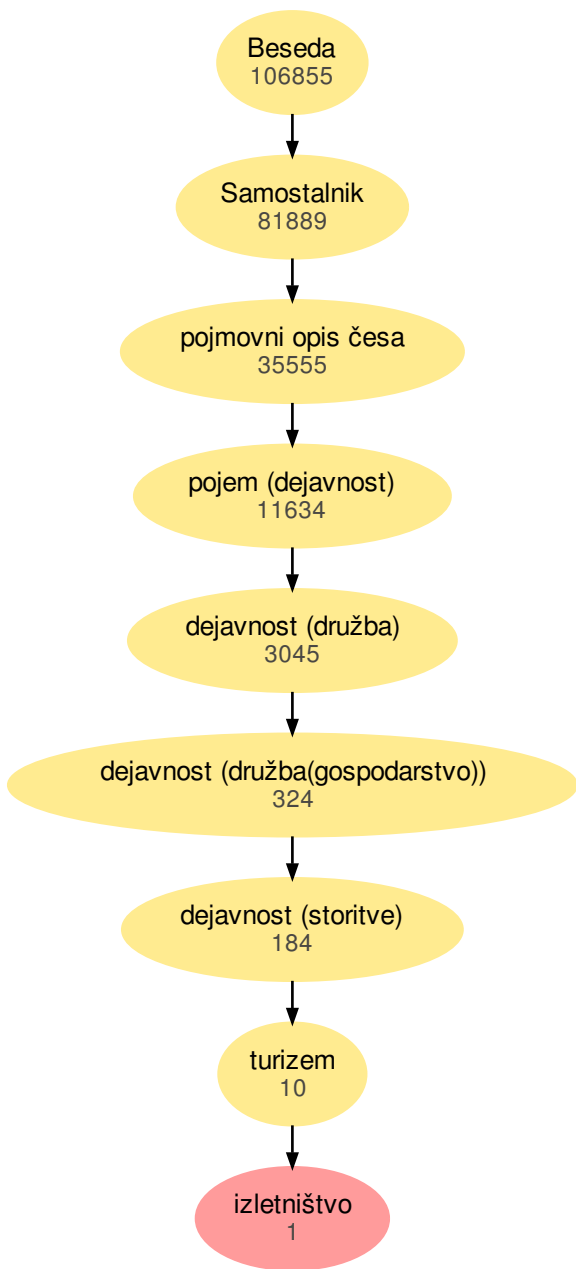 Beseda
106855
Samostalnik
81889
pojmovni opis česa
35555
pojem (dejavnost)
11634
dejavnost (družba)
3045
dejavnost (družba(gospodarstvo))
324
dejavnost (storitve)
184
turizem
10
izletništvo
1